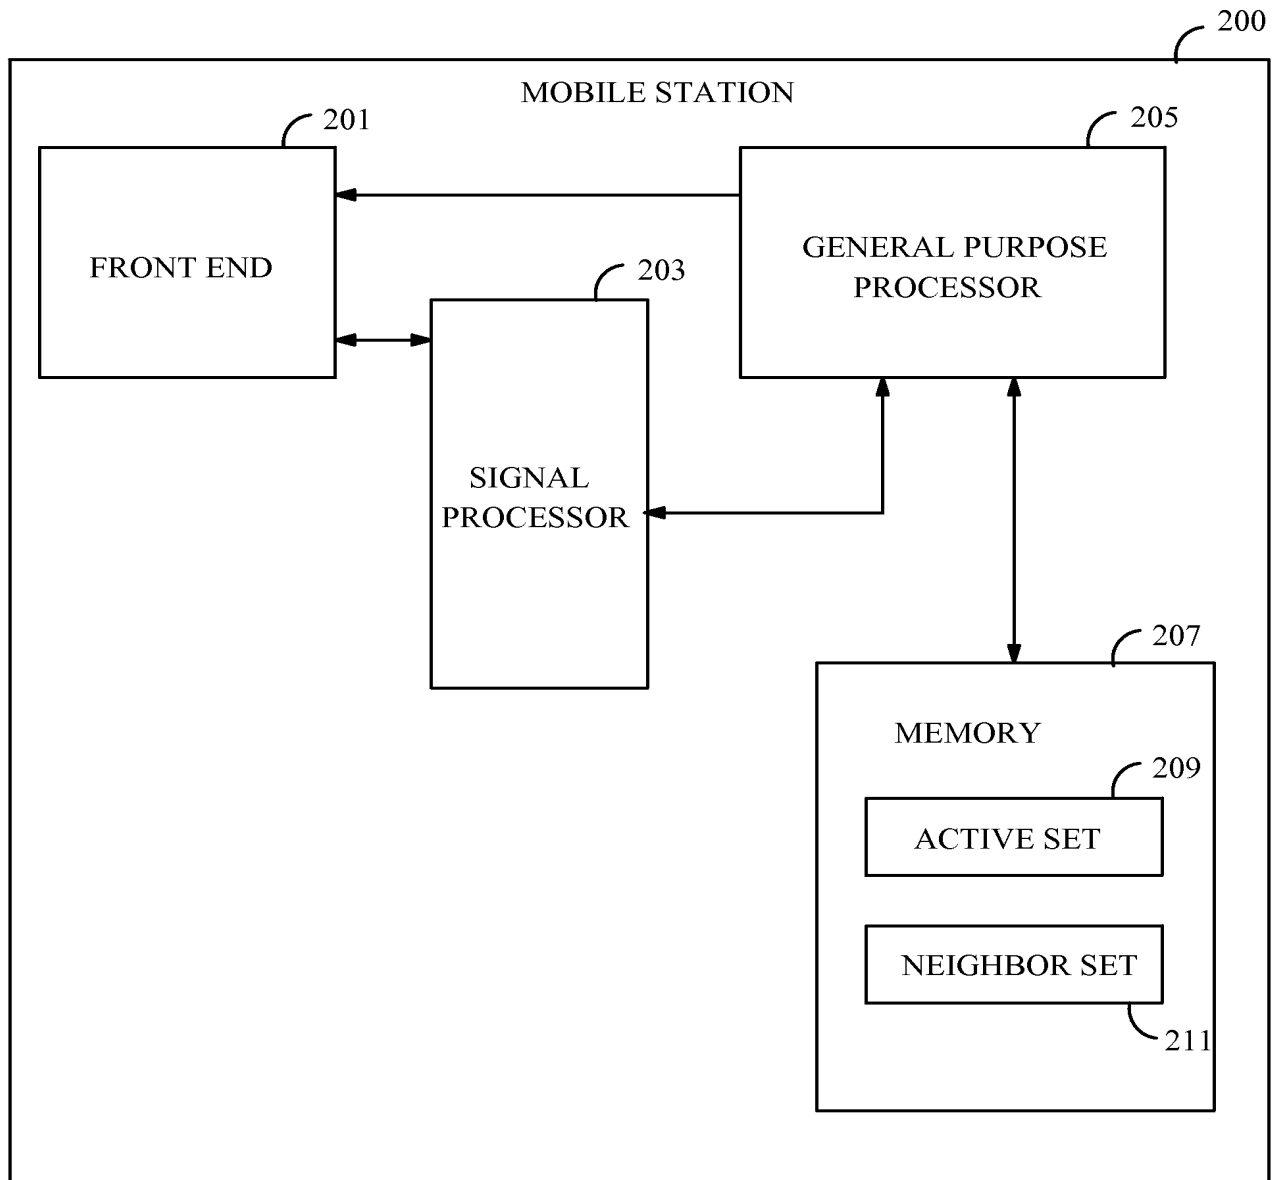 200
MOBILE STATION
201
205
FRONT END
GENERAL PURPOSE
PROCESSOR
203
SIGNAL
PROCESSOR
207
MEMORY
209
ACTIVE SET
NEIGHBOR SET
211